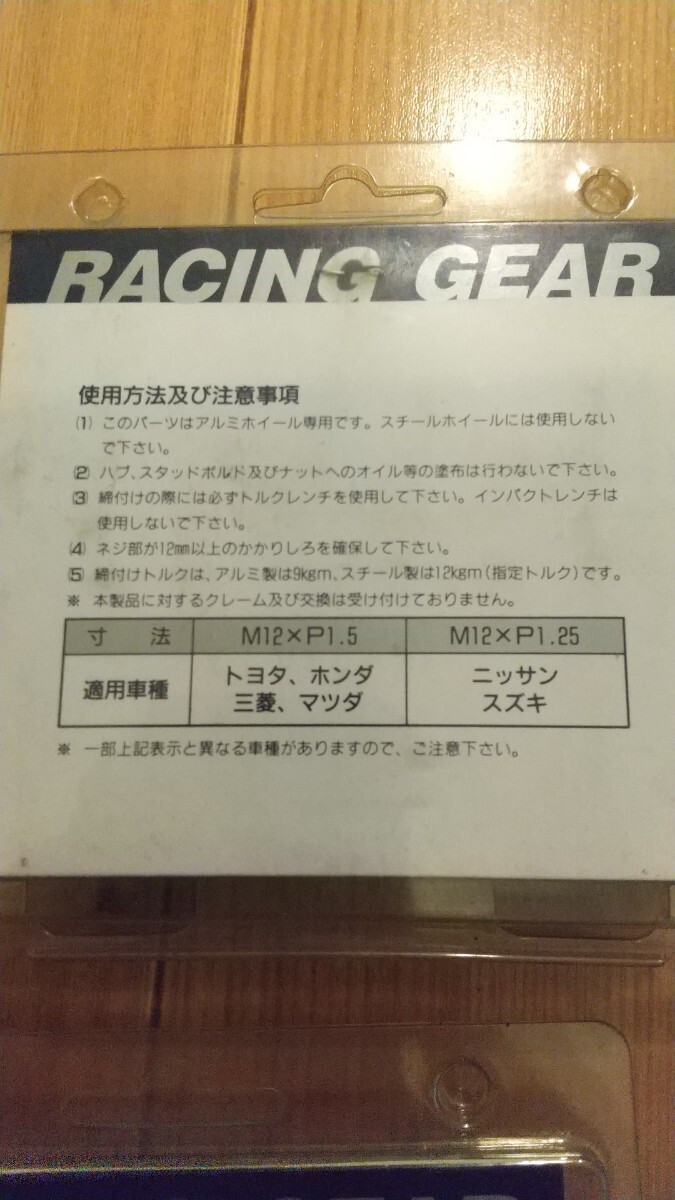 RACING GEAR
使用方法及び注意事項
(1) このパーツはアルミホイール専用です。スチールホイールには使用しない
で下さい。
(2) ハブ、スタッドボルド及びナットへのオイル等の塗布は行わないで下さい。
(3) 締付けの際には必ずトルクレンチを使用して下さい。インパクトレンチは
使用しないで下さい。
(4) ネジ部が12mm以上のかかりしろを確保して下さい。
(5) 締付けトルクは、アルミ製は9kgm、スチール製は12kgm(指定トルク)です。
※ 本製品に対するクレーム及び交換は受け付けておりません。
寸 法 M12×P1.5 M12×P1.25
適用車種 トヨタ、ホンダ ニッサン
三菱、マツダ スズキ
※ 一部上記表示と異なる車種がありますので、ご注意下さい。